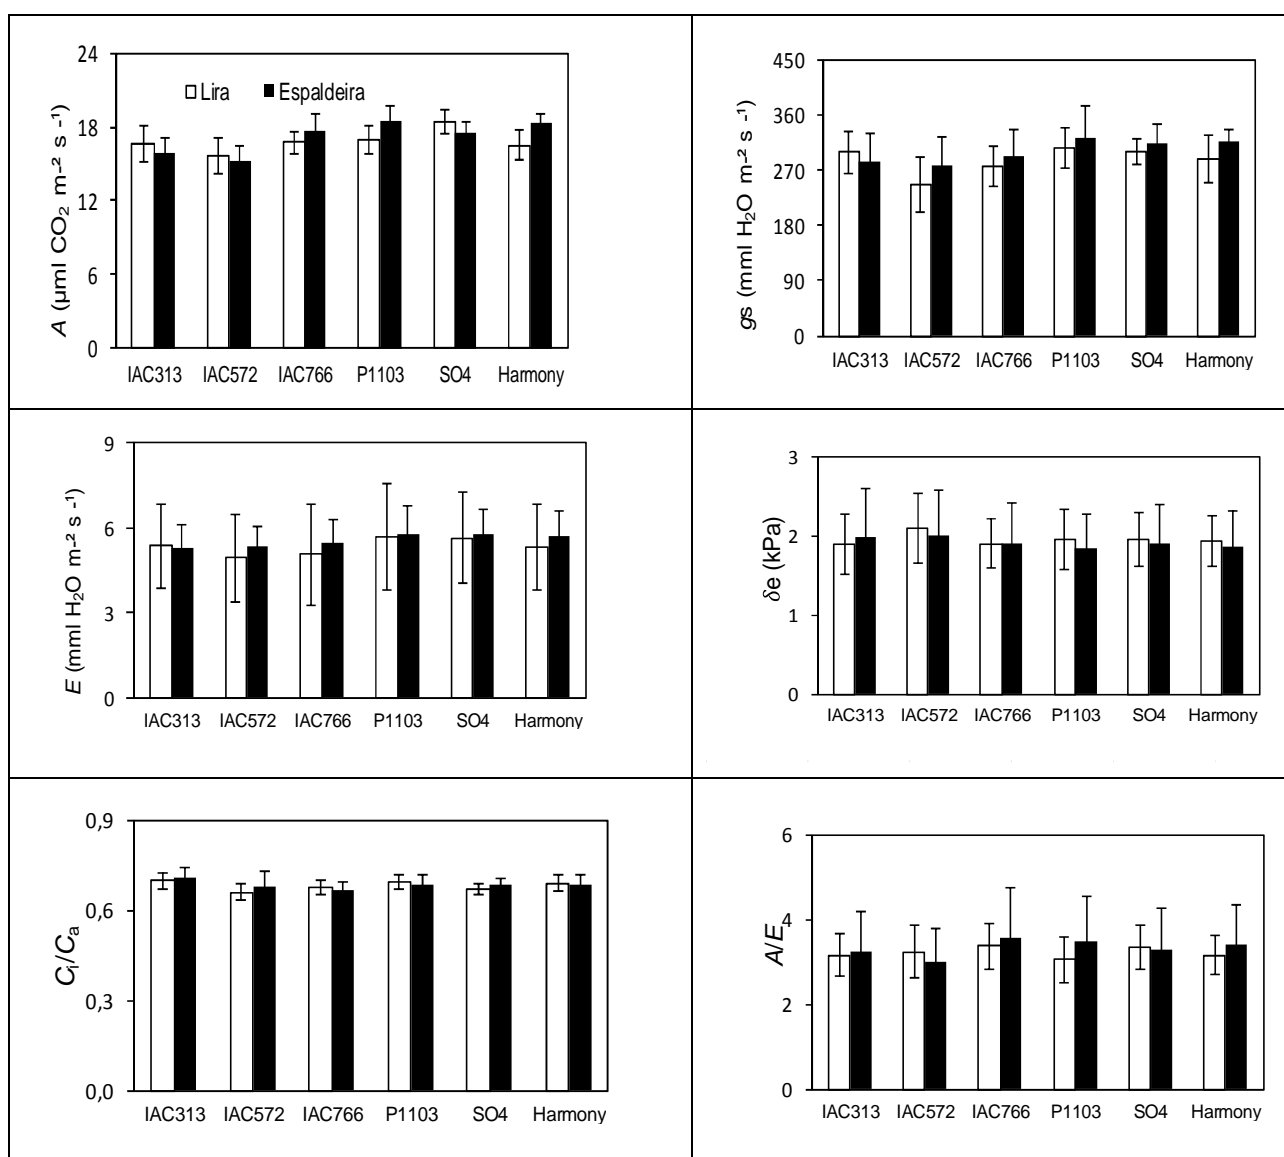 24
18
12
6
0
A (µml CO₂ m-² s -¹)
Lira
Espaldeira
IAC313 IAC572 IAC766 P1103 SO4 Harmony
450
360
270
180
90
0
gs (mml H₂O m-² s -¹)
IAC313 IAC572 IAC766 P1103 SO4 Harmony
9
6
3
0
E (mml H₂O m-² s -¹)
IAC313 IAC572 IAC766 P1103 SO4 Harmony
3
2
1
0
δe (kPa)
IAC313 IAC572 IAC766 P1103 SO4 Harmony
0,9
0,6
0,3
0,0
Cᵢ/Cₐ
IAC313 IAC572 IAC766 P1103 SO4 Harmony
6
4
2
0
A/E
IAC313 IAC572 IAC766 P1103 SO4 Harmony